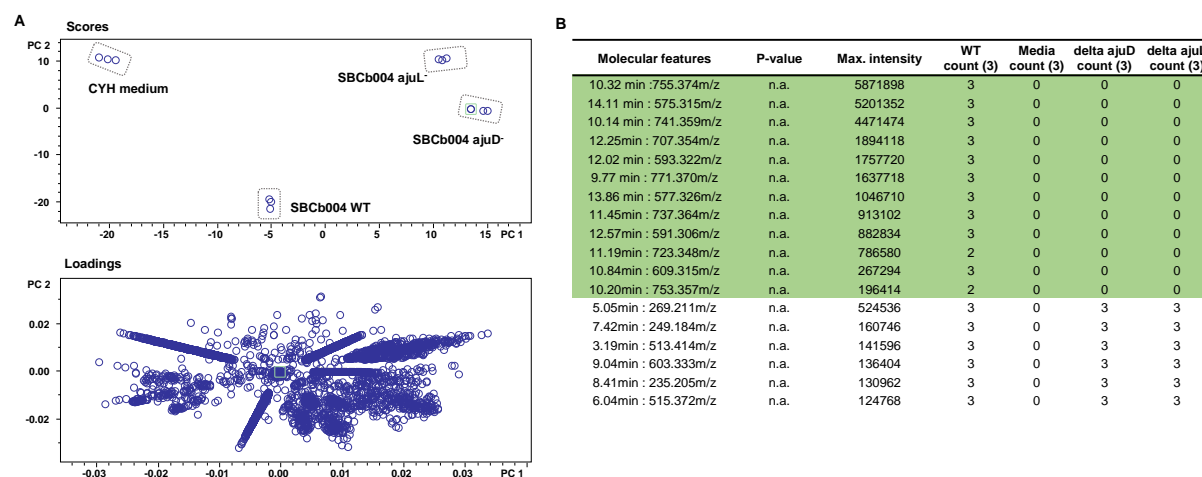 A
Scores
PC 2
10
0
-10
-20
CYH medium
SBCb004 ajuL-
SBCb004 ajuD-
SBCb004 WT
-20 -15 -10 -5 0 5 10 15 PC 1
Loadings
PC 2
0.02
0.00
-0.02
-0.03 -0.02 -0.01 0.00 0.01 0.02 0.03 PC 1
B
Molecular features P-value Max. intensity WT count (3) Media count (3) delta ajuD count (3) delta ajuL count (3)
10.32 min :755.374m/z n.a. 5871898 3 0 0 0
14.11 min : 575.315m/z n.a. 5201352 3 0 0 0
10.14 min : 741.359m/z n.a. 4471474 3 0 0 0
12.25min : 707.354m/z n.a. 1894118 3 0 0 0
12.02 min : 593.322m/z n.a. 1757720 3 0 0 0
9.77 min : 771.370m/z n.a. 1637718 3 0 0 0
13.86 min : 577.326m/z n.a. 1046710 3 0 0 0
11.45min : 737.364m/z n.a. 913102 3 0 0 0
12.57min : 591.306m/z n.a. 882834 3 0 0 0
11.19min : 723.348m/z n.a. 786580 2 0 0 0
10.84min : 609.315m/z n.a. 267294 3 0 0 0
10.20min : 753.357m/z n.a. 196414 2 0 0 0
5.05min : 269.211m/z n.a. 524536 3 0 3 3
7.42min : 249.184m/z n.a. 160746 3 0 3 3
3.19min : 513.414m/z n.a. 141596 3 0 3 3
9.04min : 603.333m/z n.a. 136404 3 0 3 3
8.41min : 235.205m/z n.a. 130962 3 0 3 3
6.04min : 515.372m/z n.a. 124768 3 0 3 3